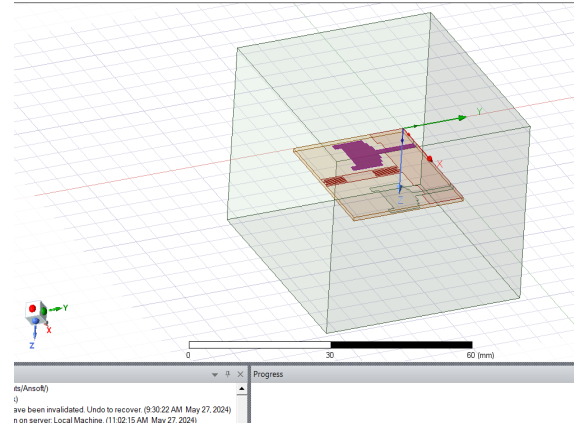 Y
X
Z
Y
X
Z
0
30
60 (mm)
Progress
ts/Ansoft/)
s)
ave been invalidated. Undo to recover. (9:30:22 AM May 27, 2024)
n on server: Local Machine. (11:02:15 AM May 27, 2024)